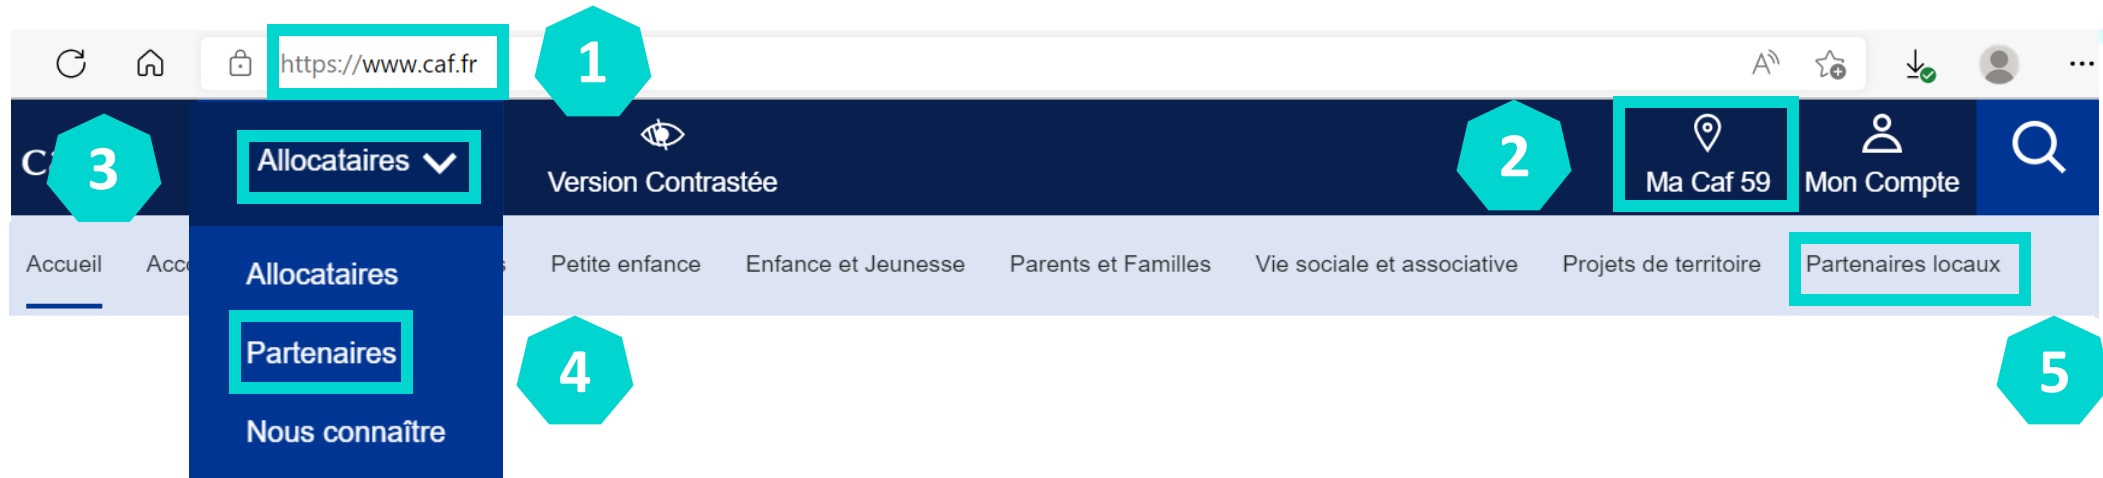 https://www.caf.fr
1
3
Allocataires
Version Contrastée
2
Ma Caf 59
Mon Compte
Accueil
Petite enfance
Enfance et Jeunesse
Parents et Familles
Vie sociale et associative
Projets de territoire
Partenaires locaux
Allocataires
Partenaires
4
5
Nous connaître